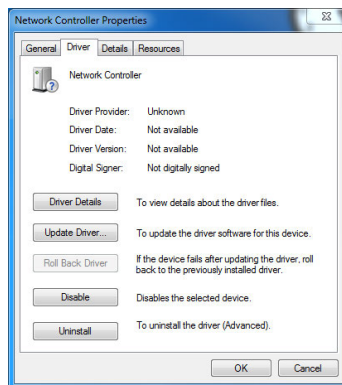 Network Controller Properties
General Driver Details Resources
Network Controller
Driver Provider: Unknown
Driver Date: Not available
Driver Version: Not available
Digital Signer: Not digitally signed
Driver Details To view details about the driver files.
Update Driver... To update the driver software for this device.
Roll Back Driver If the device fails after updating the driver, roll
back to the previously installed driver.
Disable Disables the selected device.
Uninstall To uninstall the driver (Advanced).
OK Cancel